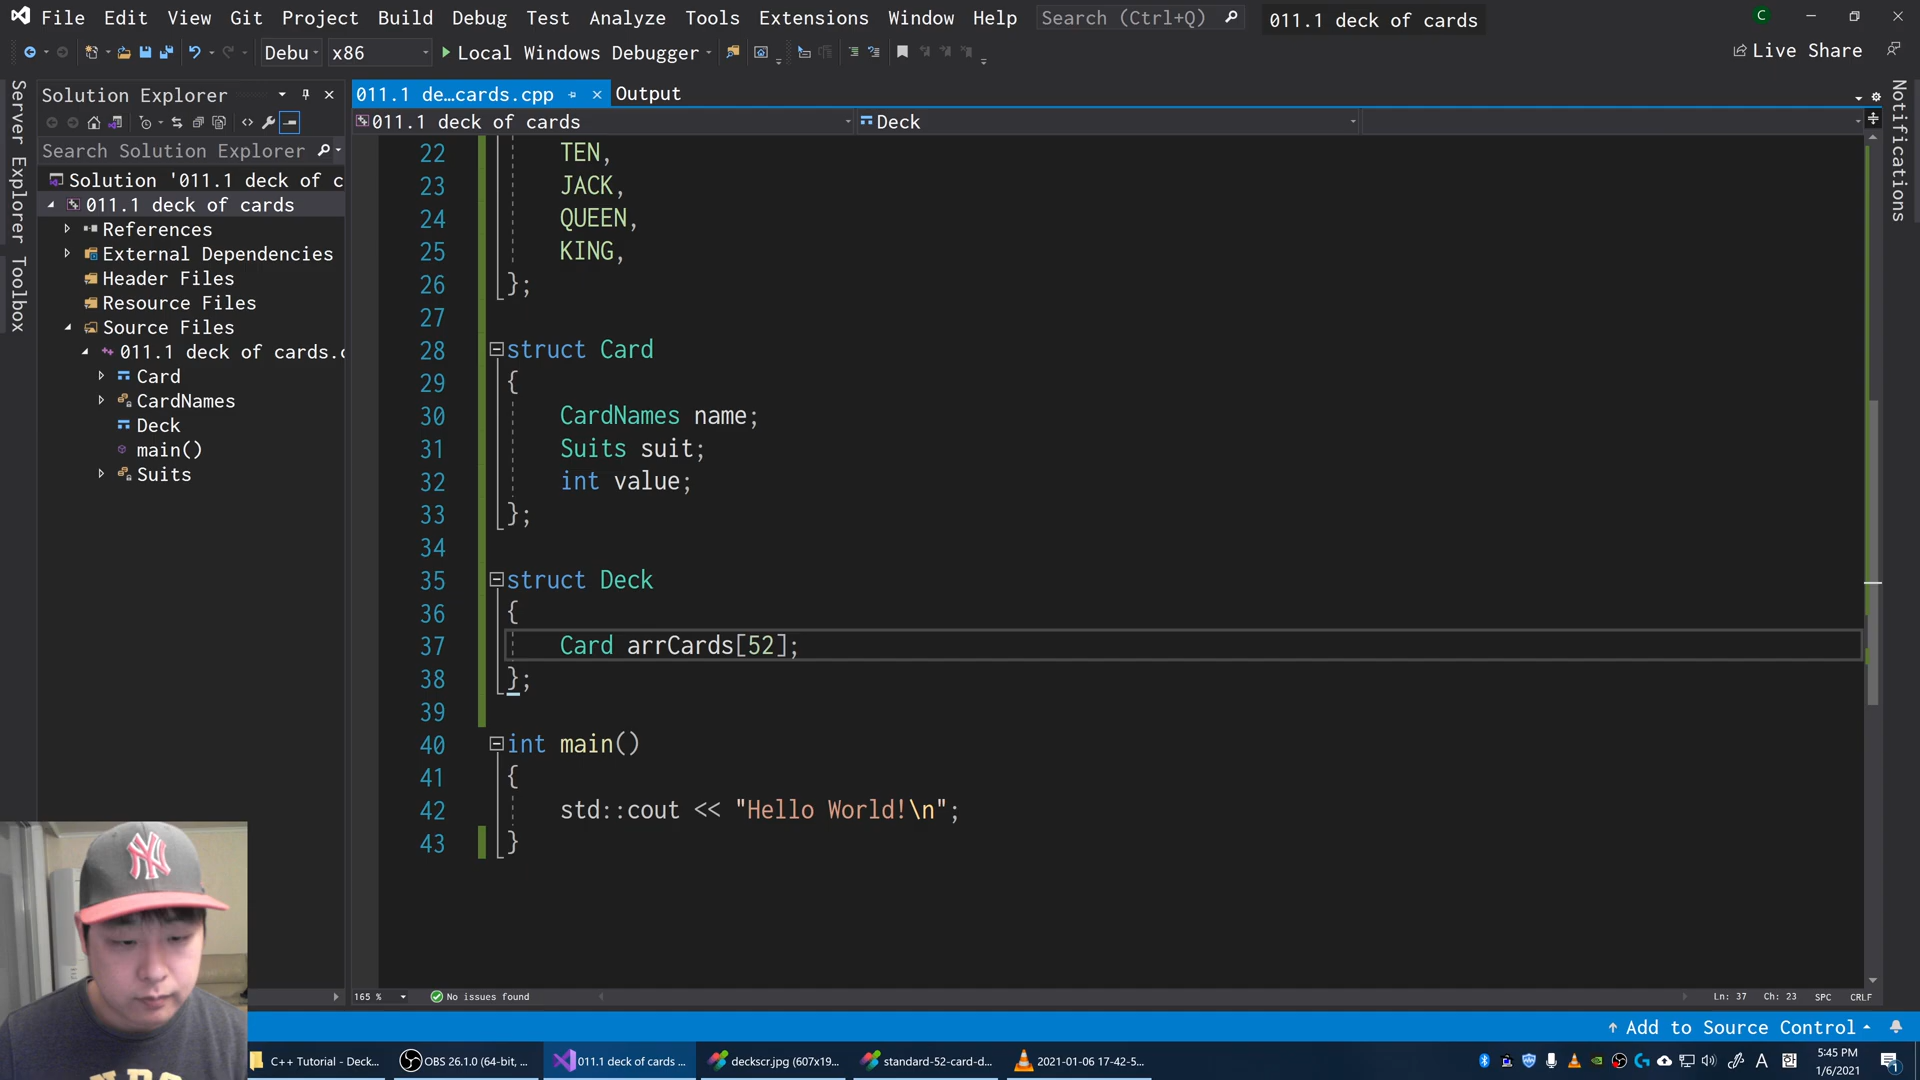 File Edit View Git Project Build Debug Test Analyze Tools Extensions Window Help Search (Ctrl+Q) 011.1 deck of cards C
Debu x86 Local Windows Debugger Live Share
Server Explorer Toolbox
Solution Explorer
Search Solution Explorer
Solution '011.1 deck of c
011.1 deck of cards
References
External Dependencies
Header Files
Resource Files
Source Files
011.1 deck of cards.c
Card
CardNames
Deck
main()
Suits
011.1 de...cards.cpp Output
011.1 deck of cards Deck
22 TEN,
23 JACK,
24 QUEEN,
25 KING,
26 };
27
28 struct Card
29 {
30 CardNames name;
31 Suits suit;
32 int value;
33 };
34
35 struct Deck
36 {
37 Card arrCards[52];
38 };
39
40 int main()
41 {
42 std::cout << "Hello World!\n";
43 }
Notifications
NY
165 % No issues found Ln: 37 Ch: 23 SPC CRLF
Add to Source Control
C++ Tutorial - Deck... OBS 26.1.0 (64-bit, ... 011.1 deck of cards ... deckscr.jpg (607x19... standard-52-card-d... 2021-01-06 17-42-5... A 한 5:45 PM
1/6/2021 1